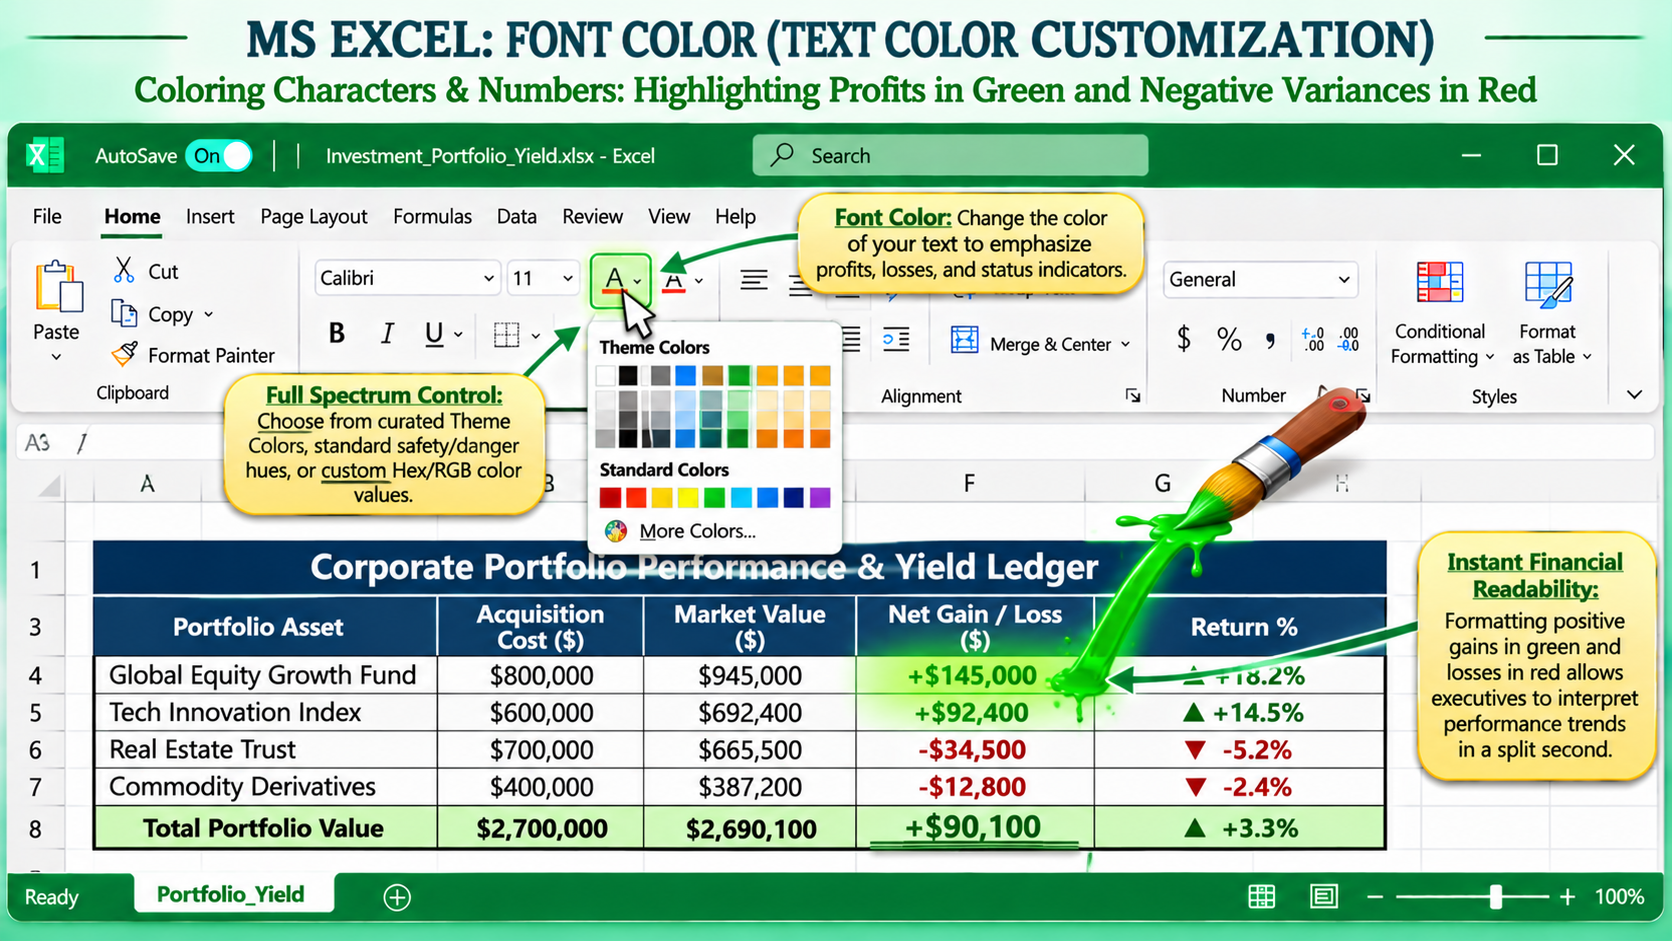 MS EXCEL: FONT COLOR (TEXT COLOR CUSTOMIZATION)
Coloring Characters & Numbers: Highlighting Profits in Green and Negative Variances in Red
AutoSave On Investment_Portfolio_Yield.xlsx - Excel Search
File Home Insert Page Layout Formulas Data Review View Help
Font Color: Change the color
of your text to emphasize
profits, losses, and status indicators.
Paste
Cut
Copy
Format Painter
Clipboard
Calibri 11 A A
B I U
Merge & Center
Alignment
General
$ % , .00 .00
Number
Conditional
Formatting
Format
as Table
Styles
Full Spectrum Control:
Choose from curated Theme
Colors, standard safety/danger
hues, or custom Hex/RGB color
values.
Theme Colors
Standard Colors
More Colors...
A3
A B F G H
1 Corporate Portfolio Performance & Yield Ledger
3 Portfolio Asset Acquisition Cost ($) Market Value ($) Net Gain / Loss ($) Return %
4 Global Equity Growth Fund $800,000 $945,000 +$145,000 ▲ +18.2%
5 Tech Innovation Index $600,000 $692,400 +$92,400 ▲ +14.5%
6 Real Estate Trust $700,000 $665,500 -$34,500 ▼ -5.2%
7 Commodity Derivatives $400,000 $387,200 -$12,800 ▼ -2.4%
8 Total Portfolio Value $2,700,000 $2,690,100 +$90,100 ▲ +3.3%
Instant Financial
Readability:
Formatting positive
gains in green and
losses in red allows
executives to interpret
performance trends
in a split second.
Ready Portfolio_Yield 100%